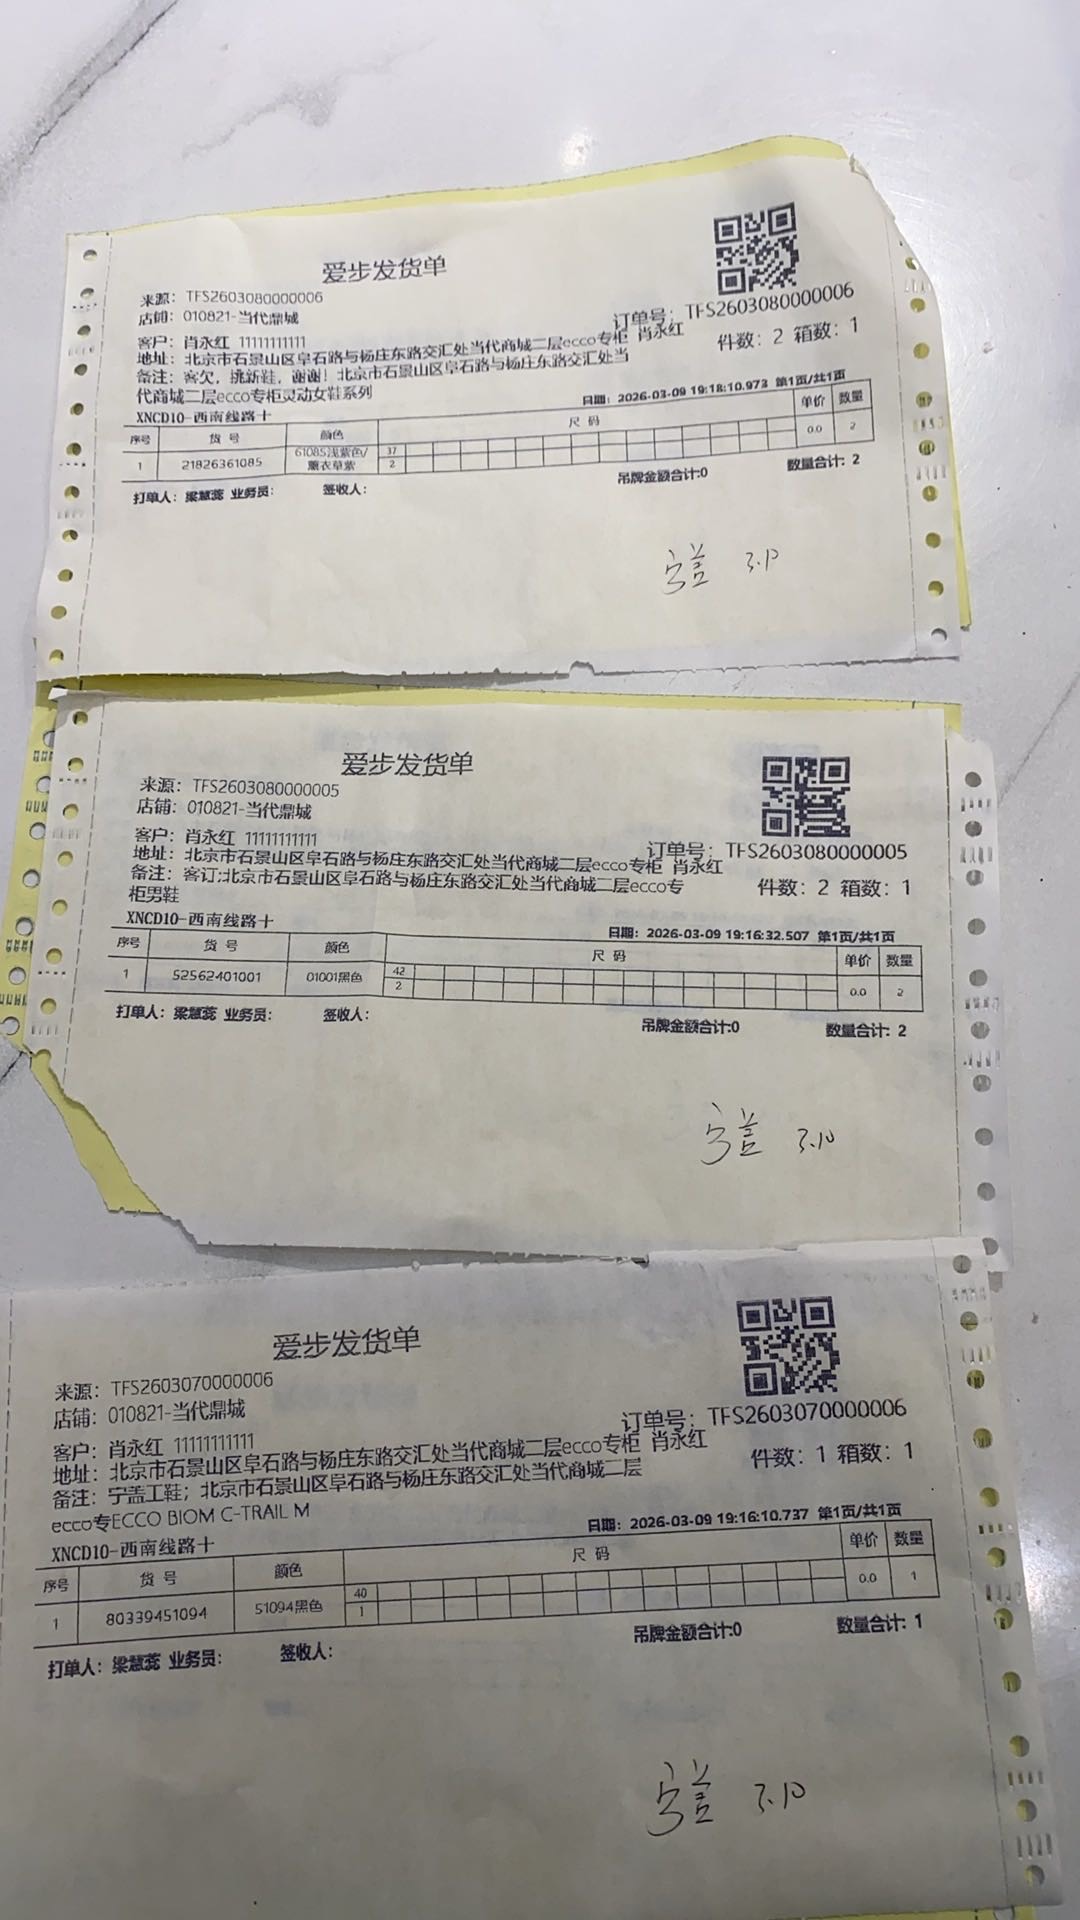 爱步发货单
来源：TFS2603080000006
店铺：010821-当代鼎城
订单号：TFS2603080000006
客户：肖永红 11111111111
件数：2 箱数：1
地址：北京市石景山区阜石路与杨庄东路交汇处当代商城二层ecco专柜 肖永红
备注：客欠，挑新鞋，谢谢！北京市石景山区阜石路与杨庄东路交汇处当
代商城二层ecco专柜灵动女鞋系列
日期：2026-03-09 19:18:10.973 第1页/共1页
XNCD10-西南线路十
序号 货号 颜色 尺码 单价 数量
1 21826361085 61085浅紫色/薰衣草紫 37 2 0.0 2
打单人：梁慧蕊 业务员： 签收人： 吊牌金额合计:0 数量合计: 2
宁盖 3.10
爱步发货单
来源：TFS2603080000005
店铺：010821-当代鼎城
客户：肖永红 11111111111
订单号：TFS2603080000005
地址：北京市石景山区阜石路与杨庄东路交汇处当代商城二层ecco专柜 肖永红
备注：客订:北京市石景山区阜石路与杨庄东路交汇处当代商城二层ecco专
柜男鞋
件数：2 箱数：1
XNCD10-西南线路十
日期：2026-03-09 19:16:32.507 第1页/共1页
序号 货号 颜色 尺码 单价 数量
1 52562401001 01001黑色 42 2 0.0 2
打单人：梁慧蕊 业务员： 签收人： 吊牌金额合计:0 数量合计: 2
宁盖 3.10
爱步发货单
来源：TFS2603070000006
店铺：010821-当代鼎城
订单号：TFS2603070000006
客户：肖永红 11111111111
地址：北京市石景山区阜石路与杨庄东路交汇处当代商城二层ecco专柜 肖永红
件数：1 箱数：1
备注：宁盖工鞋；北京市石景山区阜石路与杨庄东路交汇处当代商城二层
ecco专ECCO BIOM C-TRAIL M
日期：2026-03-09 19:16:10.737 第1页/共1页
XNCD10-西南线路十
序号 货号 颜色 尺码 单价 数量
1 80339451094 51094黑色 40 1 0.0 1
打单人：梁慧蕊 业务员： 签收人： 吊牌金额合计:0 数量合计: 1
宁盖 3.10